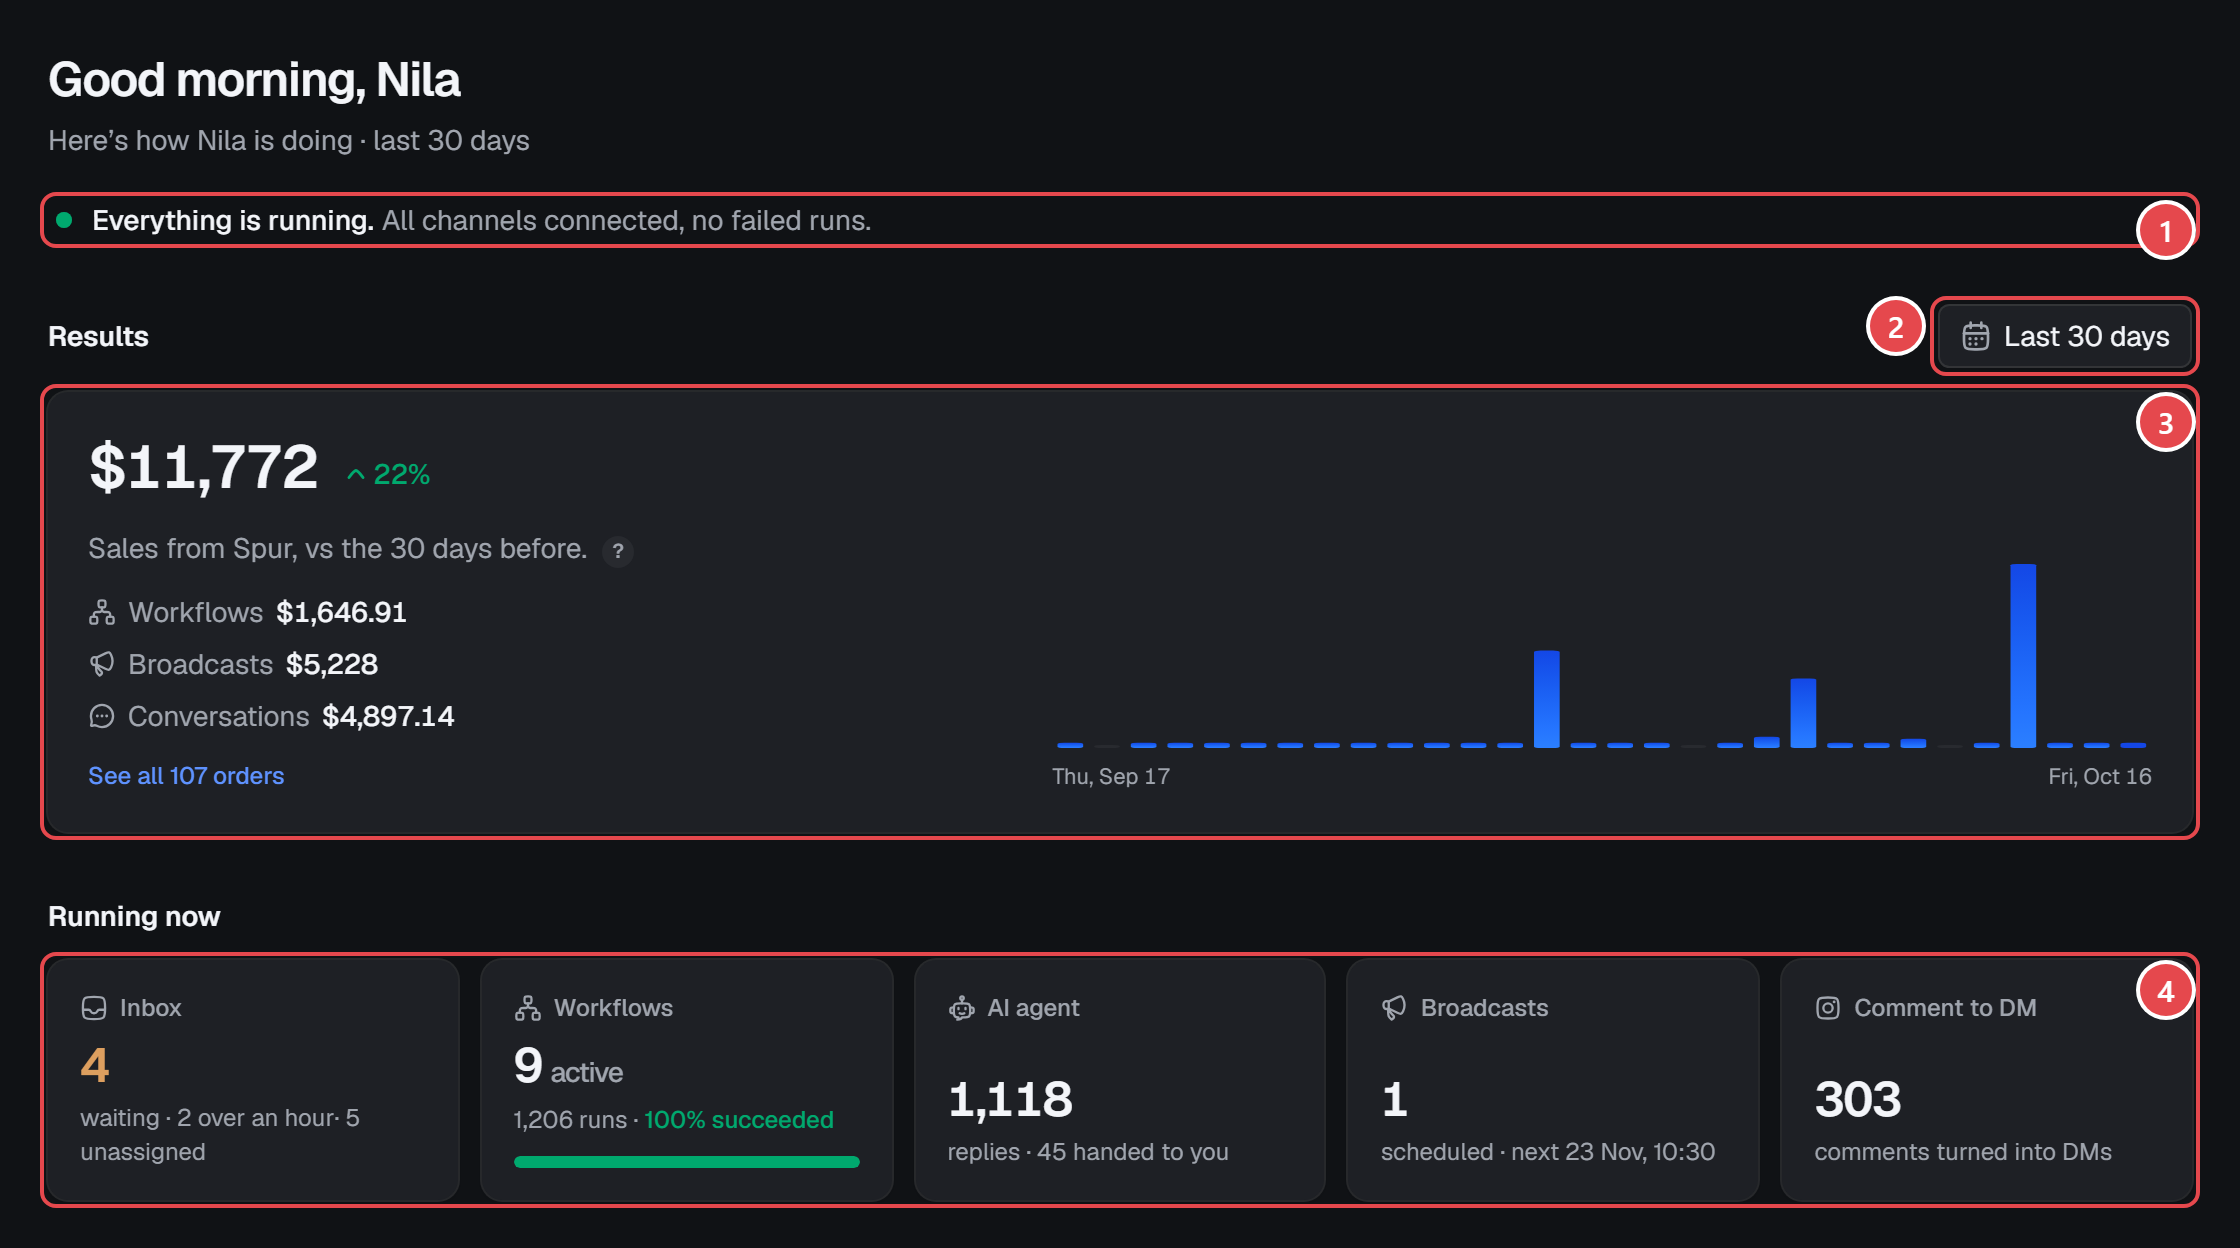 Good morning, Nila
Here’s how Nila is doing · last 30 days
Everything is running. All channels connected, no failed runs.
1
Results
2
Last 30 days
3
$11,772 22%
Sales from Spur, vs the 30 days before. ?
Workflows $1,646.91
Broadcasts $5,228
Conversations $4,897.14
See all 107 orders
Thu, Sep 17
Fri, Oct 16
Running now
4
Inbox
4
waiting · 2 over an hour· 5
unassigned
Workflows
9 active
1,206 runs · 100% succeeded
AI agent
1,118
replies · 45 handed to you
Broadcasts
1
scheduled · next 23 Nov, 10:30
Comment to DM
303
comments turned into DMs